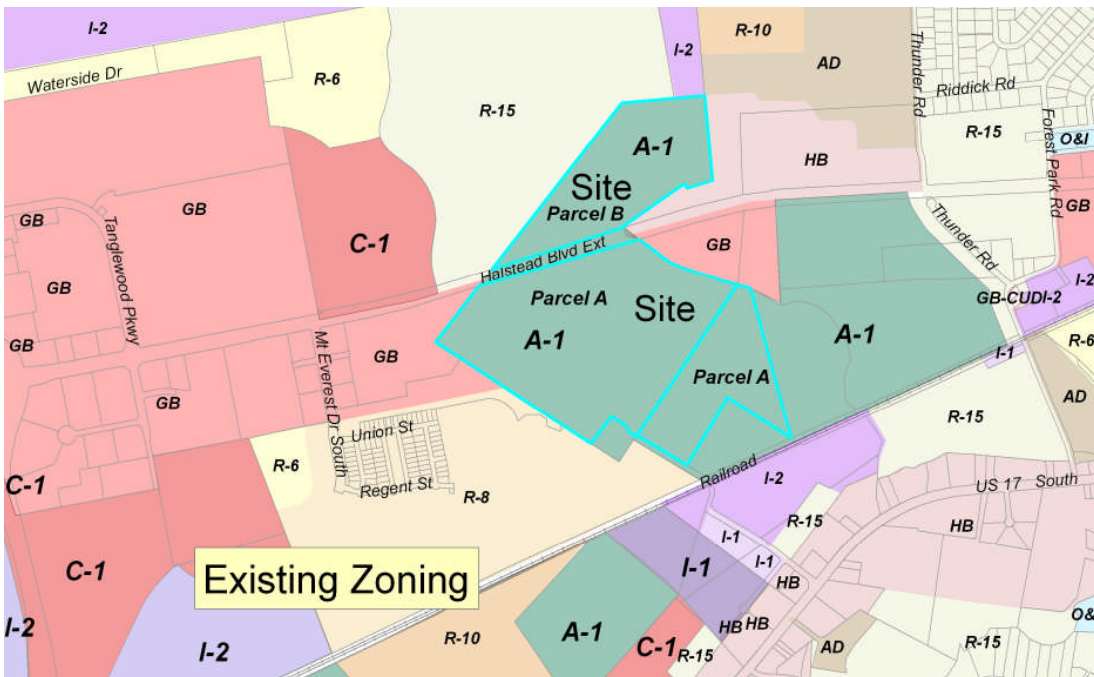 I-2
R-10
I-2
AD
Thunder Rd
Waterside Dr
R-6
Riddick Rd
R-15
A-1
R-15
O&I
HB
Forest Park Rd
Site
GB
GB
GB
Parcel B
Tanglewood Pkwy
C-1
GB
Thunder Rd
Halstead Blvd Ext
GB
Parcel A
Site
GB-CUDI-2
I-2
A-1
A-1
GB
Mt Everest Dr South
GB
I-1
R-6
Parcel A
AD
GB
R-15
Union St
R-6
Railroad
C-1
Regent St
R-8
I-2
US 17 South
R-15
HB
I-1
I-1
I-1
C-1
Existing Zoning
HB
A-1
HB
HB
O&
I-2
I-2
R-10
C-1
R-15
AD
R-15